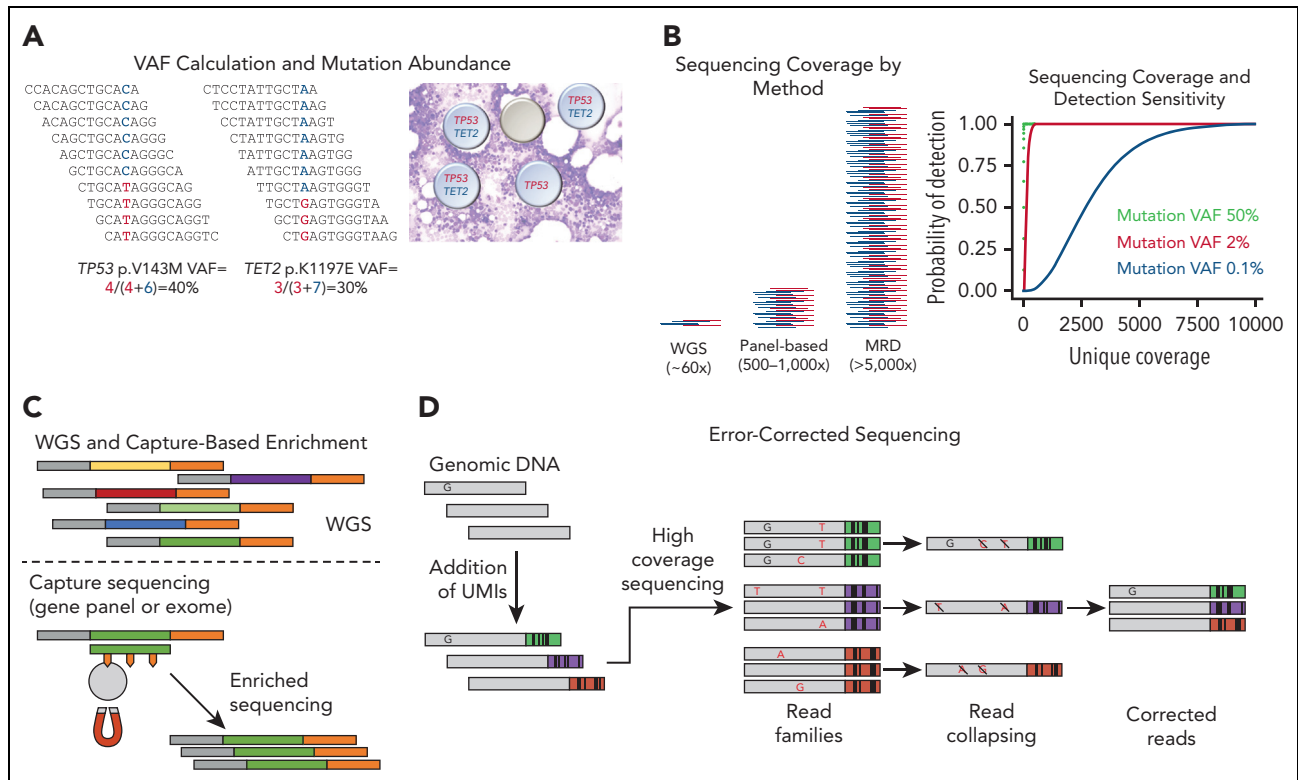 A
VAF Calculation and Mutation Abundance
CCACAGCTGCACA
CACAGCTGCACAG
ACAGCTGCACAGG
CAGCTGCACAGGG
AGCTGCACAGGGC
GCTGCACAGGGCA
CTGCATAGGGCAG
TGCATAGGGCAGG
GCATAGGGCAGGT
CATAGGGCAGGTC
TP53 p.V143M VAF=
4/(4+6)=40%
CTCCTATTGCTAA
TCCTATTGCTAAG
CCTATTGCTAAGT
CTATTGCTAAGTG
TATTGCTAAGTGG
ATTGCTAAGTGGG
TTGCTAAGTGGGT
TGCTGAGTGGGTA
GCTGAGTGGGTAA
CTGAGTGGGTAAG
TET2 p.K1197E VAF=
3/(3+7)=30%
TP53
TET2
TP53
TET2
TP53
TET2
TP53
B
Sequencing Coverage by
Method
WGS
(~60x)
Panel-based
(500–1,000x)
MRD
(>5,000x)
Sequencing Coverage and
Detection Sensitivity
Probability of detection
1.00
0.75
0.50
0.25
0.00
Mutation VAF 50%
Mutation VAF 2%
Mutation VAF 0.1%
0 2500 5000 7500 10000
Unique coverage
C
WGS and Capture-Based Enrichment
WGS
Capture sequencing
(gene panel or exome)
Enriched
sequencing
D
Error-Corrected Sequencing
Genomic DNA
G
Addition
of UMIs
G
High
coverage
sequencing
G T
G T
G C
T T
A
A
G
Read
families
G C T
T A
A G
Read
collapsing
G
Corrected
reads